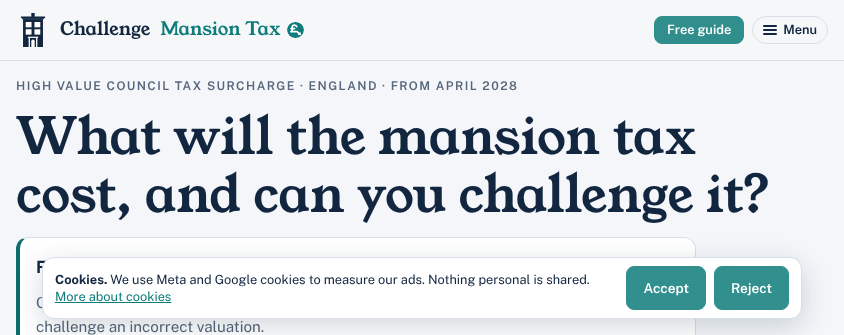 Challenge Mansion Tax £
Free guide
Menu
HIGH VALUE COUNCIL TAX SURCHARGE · ENGLAND · FROM APRIL 2028
What will the mansion tax
cost, and can you challenge it?
Cookies. We use Meta and Google cookies to measure our ads. Nothing personal is shared.
More about cookies
Accept
Reject
challenge an incorrect valuation.